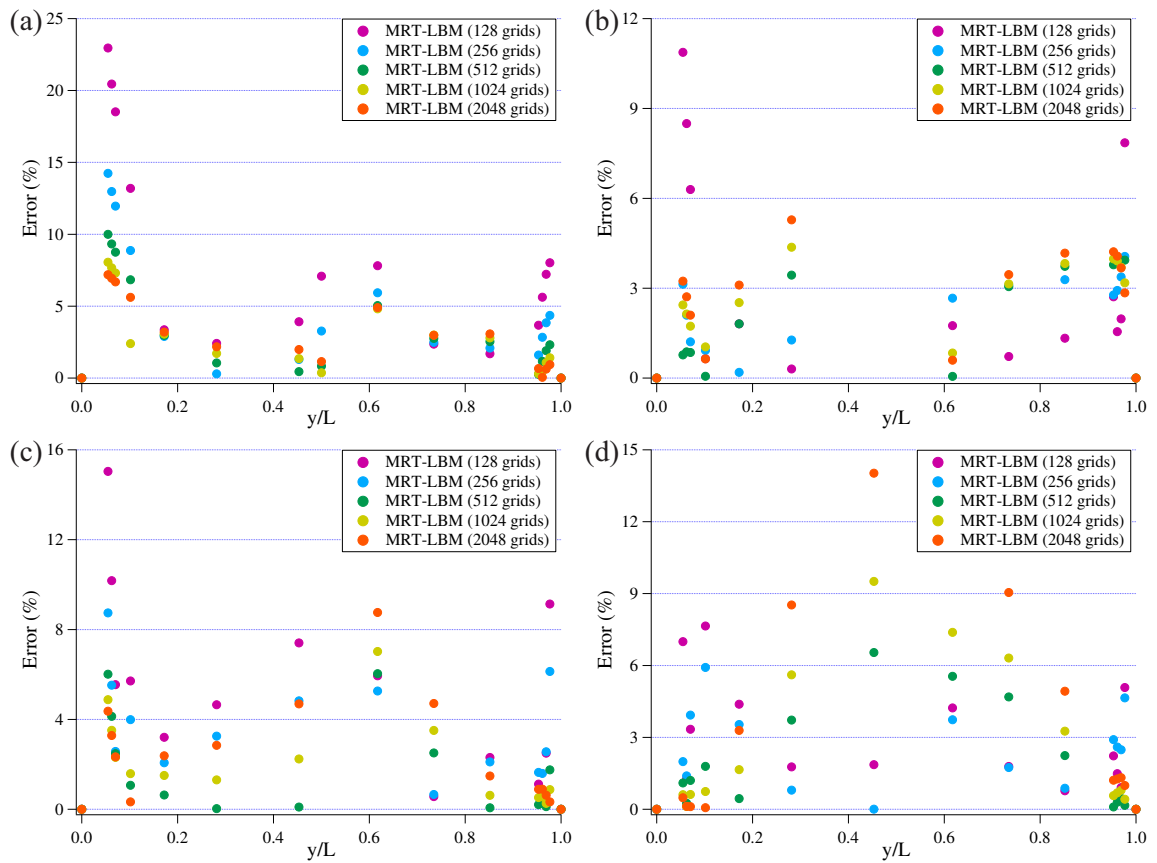 (a)
25
20
15
10
5
0
Error (%)
0.0 0.2 0.4 0.6 0.8 1.0
y/L
MRT-LBM (128 grids)
MRT-LBM (256 grids)
MRT-LBM (512 grids)
MRT-LBM (1024 grids)
MRT-LBM (2048 grids)
(b)
12
9
6
3
0
Error (%)
0.0 0.2 0.4 0.6 0.8 1.0
y/L
MRT-LBM (128 grids)
MRT-LBM (256 grids)
MRT-LBM (512 grids)
MRT-LBM (1024 grids)
MRT-LBM (2048 grids)
(c)
16
12
8
4
0
Error (%)
0.0 0.2 0.4 0.6 0.8 1.0
y/L
MRT-LBM (128 grids)
MRT-LBM (256 grids)
MRT-LBM (512 grids)
MRT-LBM (1024 grids)
MRT-LBM (2048 grids)
(d)
15
12
9
6
3
0
Error (%)
0.0 0.2 0.4 0.6 0.8 1.0
y/L
MRT-LBM (128 grids)
MRT-LBM (256 grids)
MRT-LBM (512 grids)
MRT-LBM (1024 grids)
MRT-LBM (2048 grids)